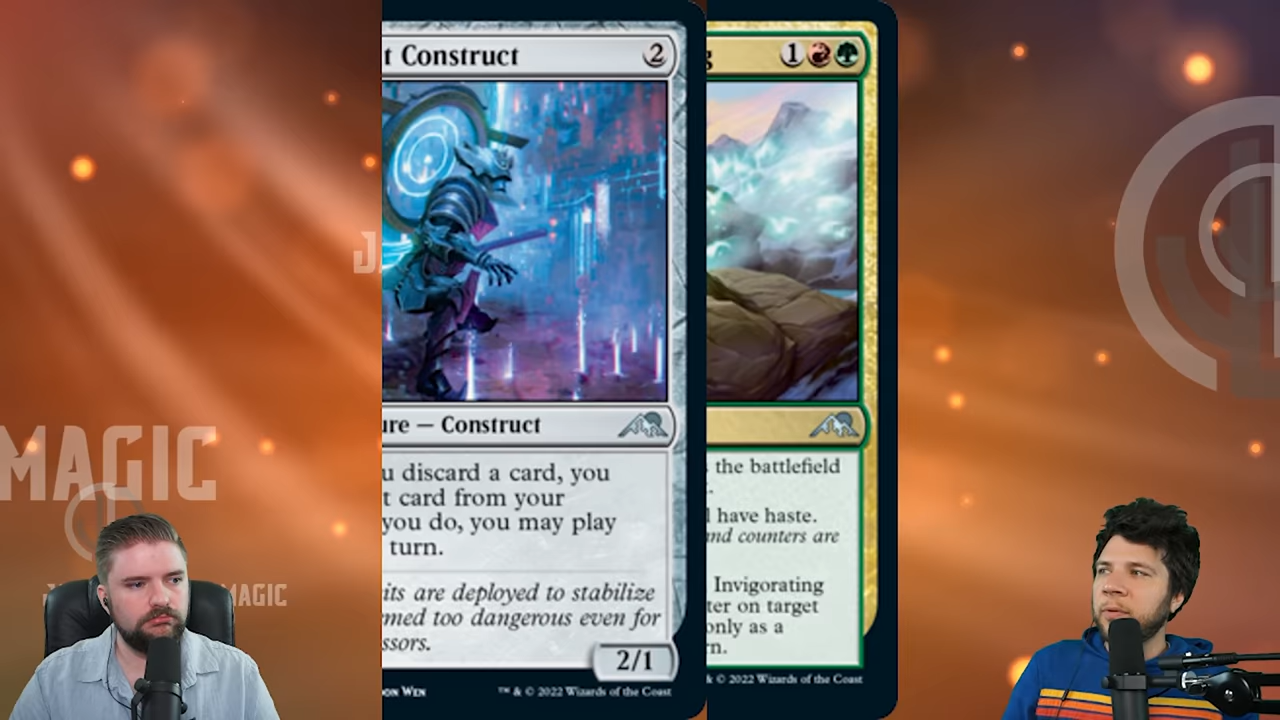 t Construct
2
ure — Construct
u discard a card, you
t card from your
you do, you may play
turn.
its are deployed to stabilize
med too dangerous even for
ssors.
2/1
ON WEN
™ & © 2022 Wizards of the Coast
g
1
s the battlefield
.
l have haste.
nd counters are
Invigorating
ter on target
only as a
n.
& © 2022 Wizards of the Coast
J
MAGIC
MAGIC